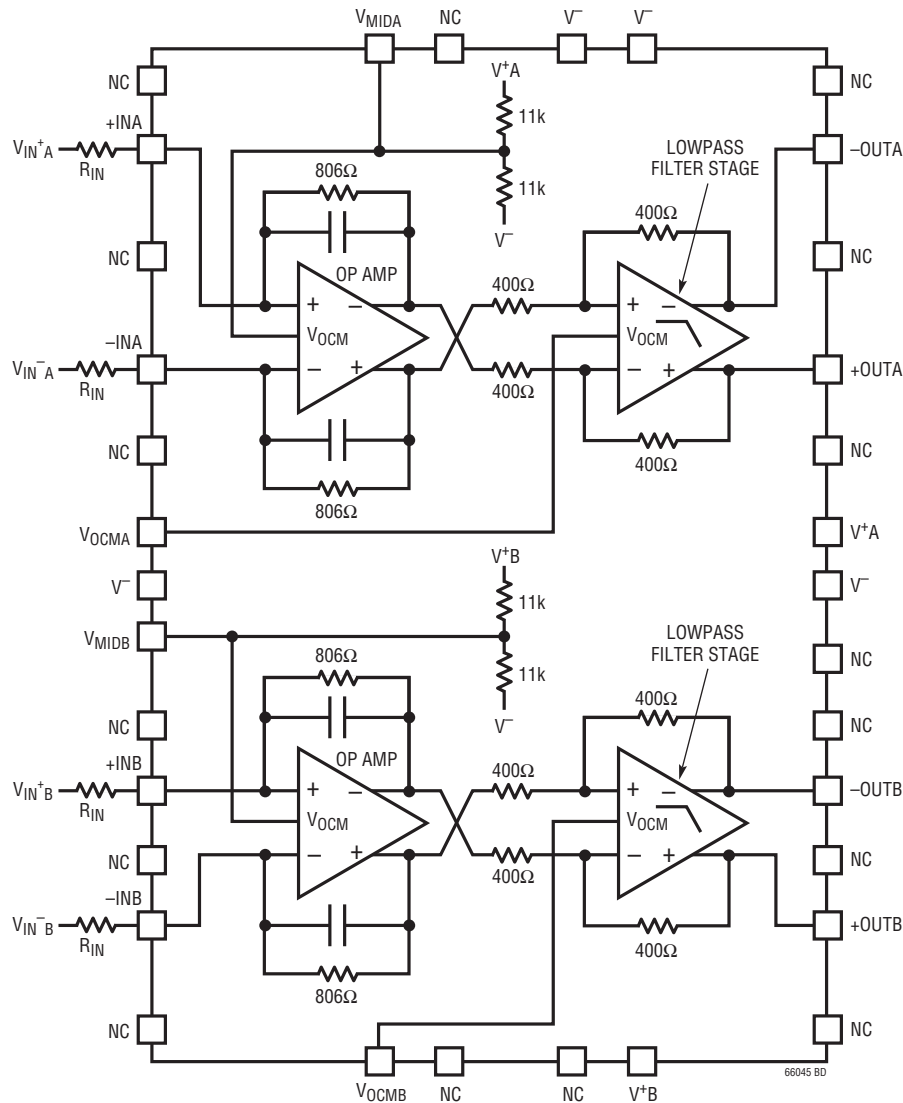 VMIDA NC V– V–
NC
V+A
NC
+INA
VIN+A
RIN
11k
11k
V–
LOWPASS
FILTER STAGE
–OUTA
806Ω
400Ω
NC
NC
OP AMP
+ –
VOCM
– +
400Ω
400Ω
+ –
VOCM
– +
–INA
VIN–A
RIN
+OUTA
400Ω
NC
NC
806Ω
VOCMA
V+A
V–
V–
V+B
11k
VMIDB
11k
V–
LOWPASS
FILTER STAGE
NC
806Ω
400Ω
NC
NC
OP AMP
+INB
VIN+B
RIN
+ –
VOCM
– +
400Ω
400Ω
+ –
VOCM
– +
–OUTB
NC
NC
–INB
VIN–B
RIN
+OUTB
400Ω
806Ω
NC
NC
66045 BD
VOCMB NC NC V+B